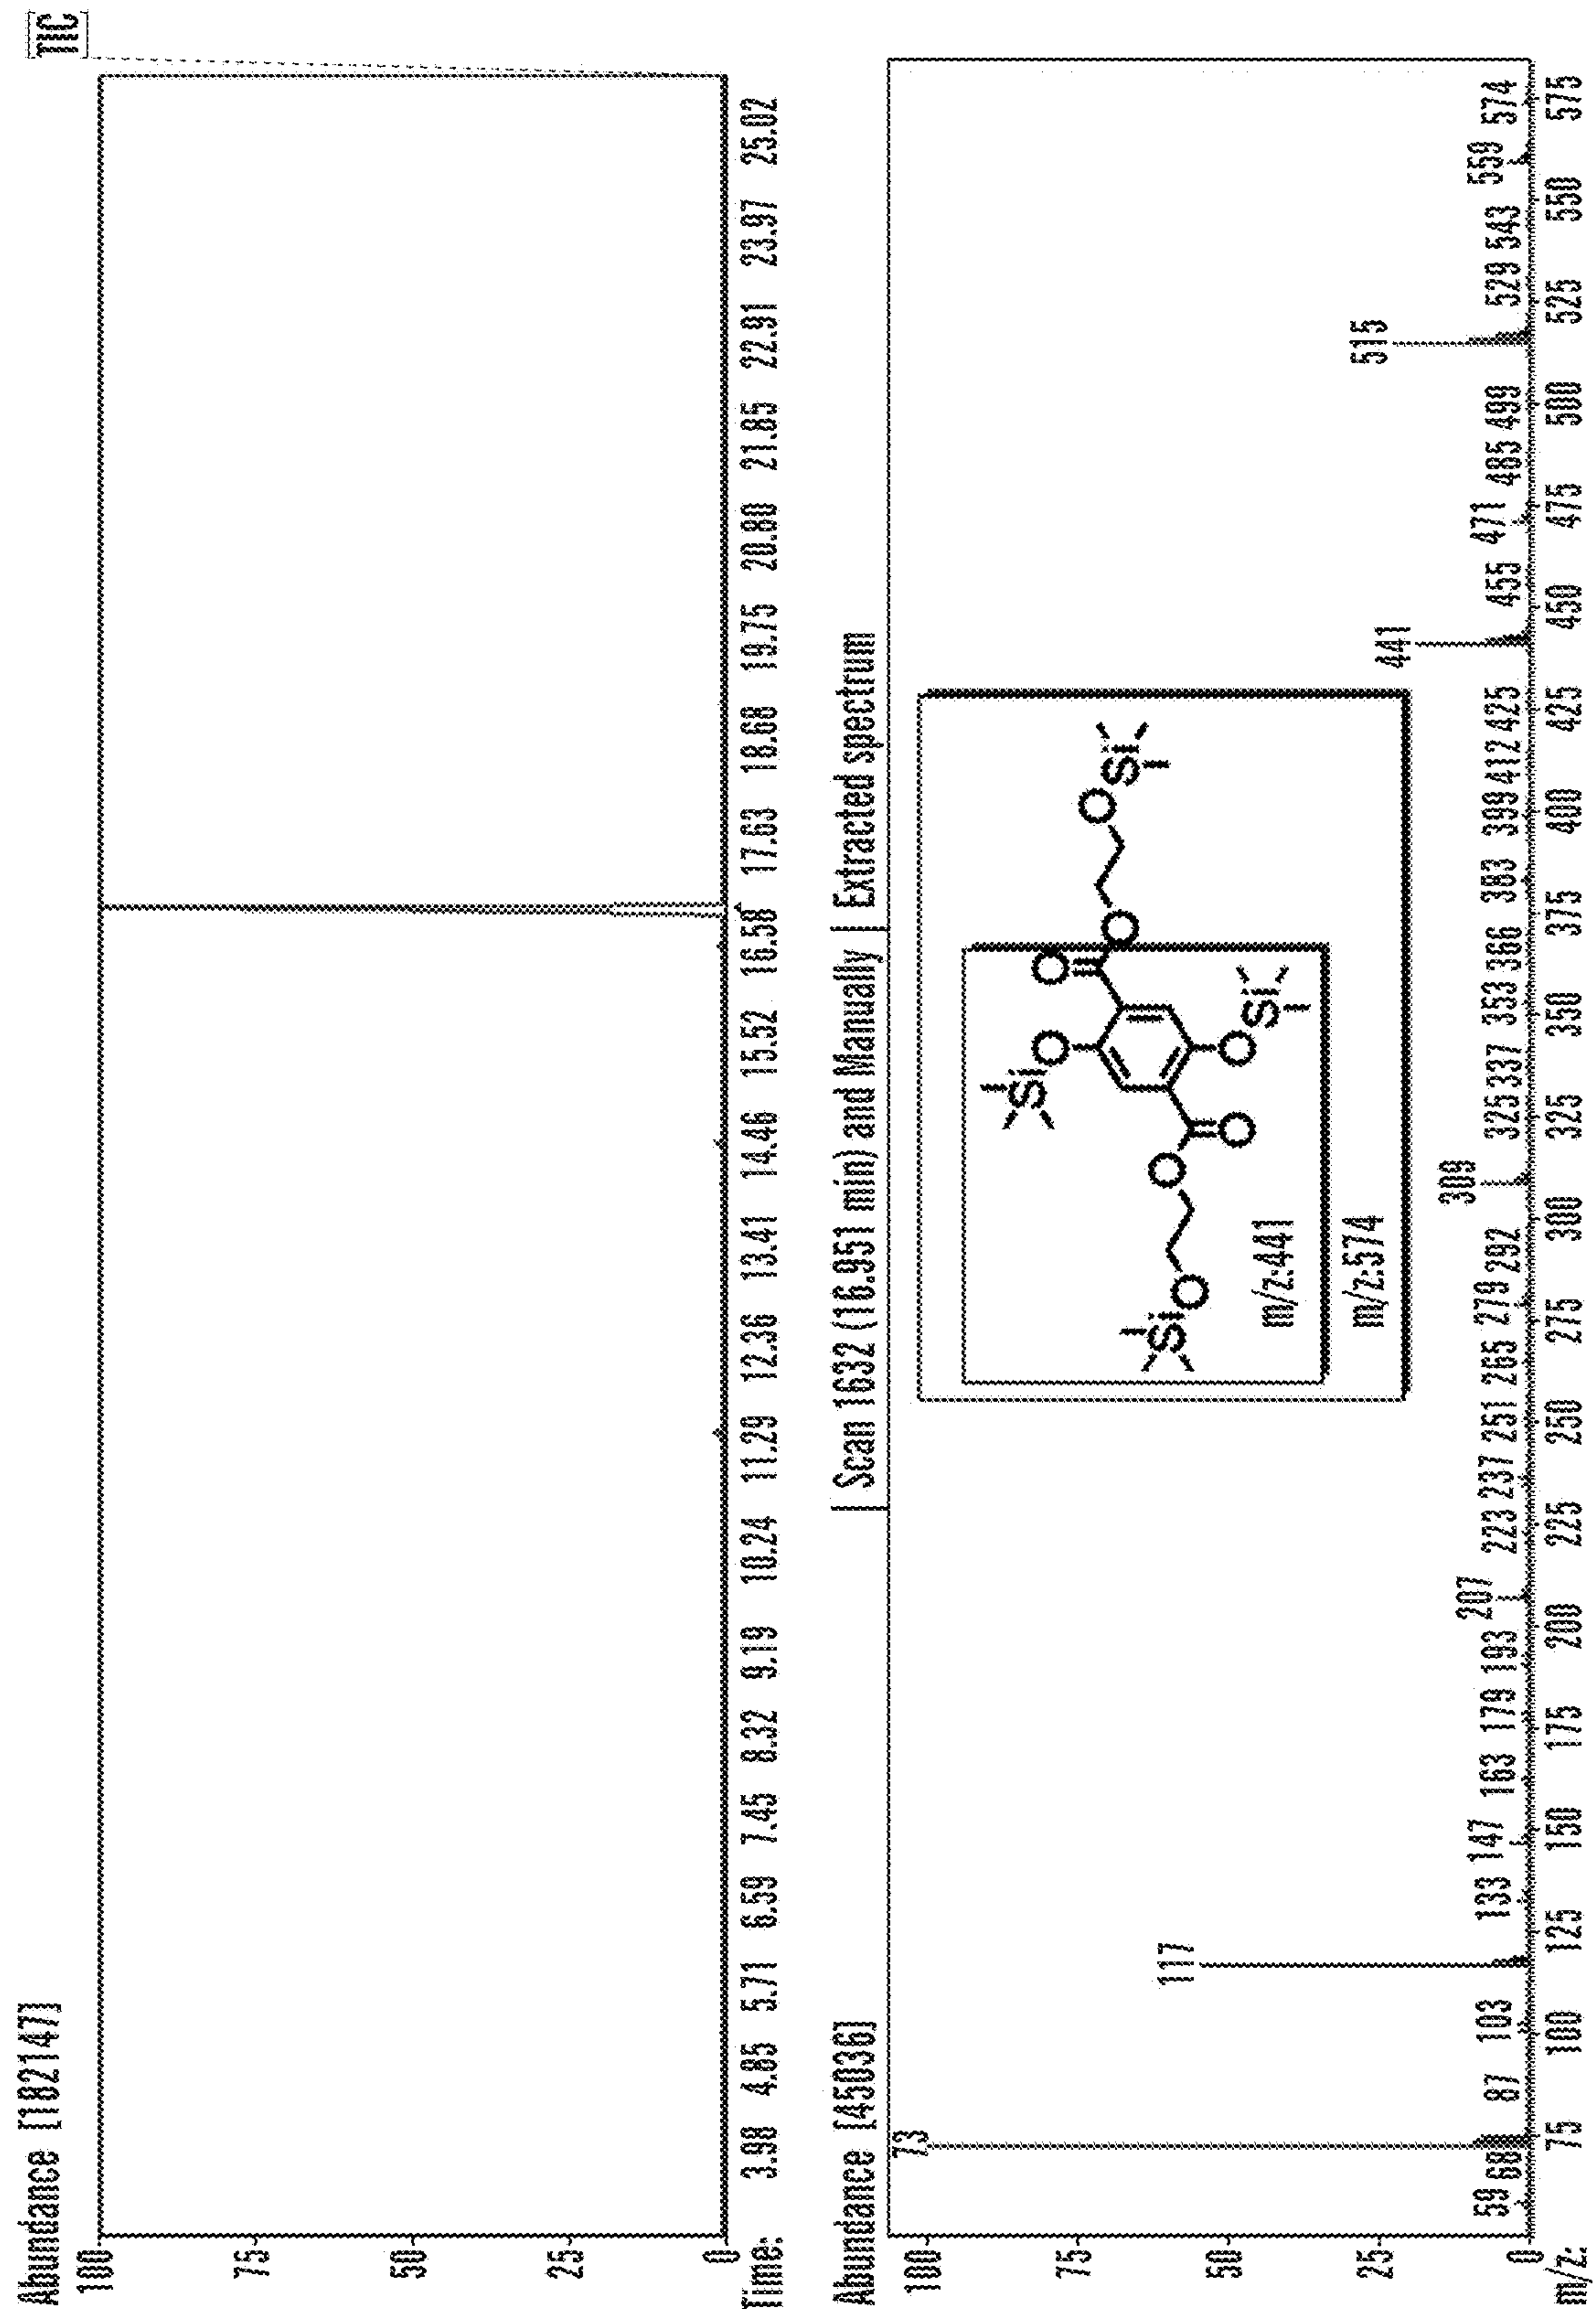 TIC
Abundance [182147]
100
75
50
25
0
Time: 3.98 4.85 5.71 6.59 7.45 8.32 9.19 10.24 11.29 12.36 13.41 14.46 15.52 16.58 17.63 18.68 19.75 20.80 21.85 22.91 23.97 25.02
Scan 1632 (16.951 min) and Manually Extracted spectrum
Abundance [45036]
100
75
50
25
0
59 68 73 87 103 117 133 147 163 179 193 207 223 237 251 265 279 292 309 325 337 353 366 383 399 412 425 441 455 471 485 499 515 529 543 559 574
Si O O O Si O O Si
Si O O O Si
m/z:441
m/z:574
m/z: 75 100 125 150 175 200 225 250 275 300 325 350 375 400 425 450 475 500 525 550 575